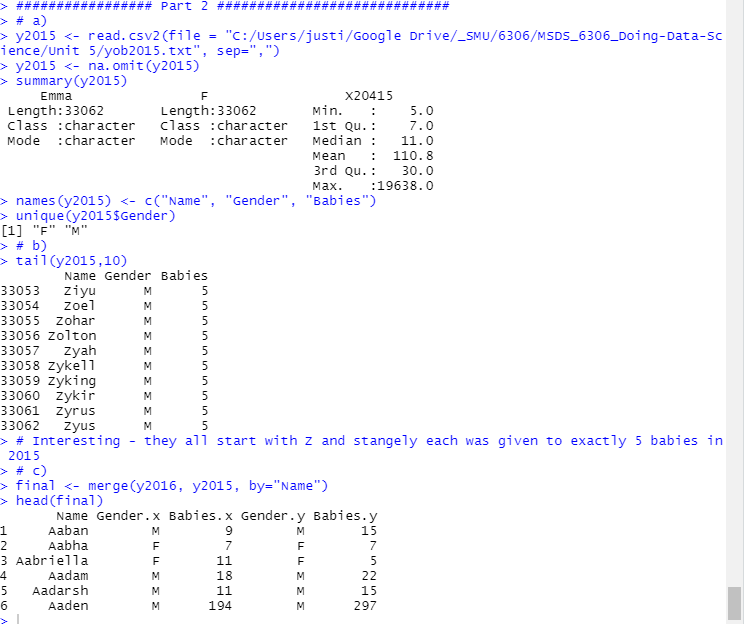 > ################# Part 2 #############################
> # a)
> y2015 <- read.csv2(file = "C:/Users/justi/Google Drive/_SMU/6306/MSDS_6306_Doing-Data-Sc
ience/Unit 5/yob2015.txt", sep=",")
> y2015 <- na.omit(y2015)
> summary(y2015)
     Emma                F                 X20415
 Length:33062       Length:33062       Min.   :    5.0
 Class :character   Class :character   1st Qu.:    7.0
 Mode  :character   Mode  :character   Median :   11.0
                                       Mean   :  110.8
                                       3rd Qu.:   30.0
                                       Max.   :19638.0
> names(y2015) <- c("Name", "Gender", "Babies")
> unique(y2015$Gender)
[1] "F" "M"
> # b)
> tail(y2015,10)
        Name Gender Babies
33053   Ziyu      M      5
33054   Zoel      M      5
33055  Zohar      M      5
33056 Zolton      M      5
33057   Zyah      M      5
33058 Zykell      M      5
33059 Zyking      M      5
33060  Zykir      M      5
33061  Zyrus      M      5
33062   Zyus      M      5
> # Interesting - they all start with Z and stangely each was given to exactly 5 babies in
 2015
> # c)
> final <- merge(y2016, y2015, by="Name")
> head(final)
       Name Gender.x Babies.x Gender.y Babies.y
1     Aaban        M        9        M       15
2     Aabha        F        7        F        7
3 Aabriella        F       11        F        5
4     Aadam        M       18        M       22
5   Aadarsh        M       11        M       15
6     Aaden        M      194        M      297
>